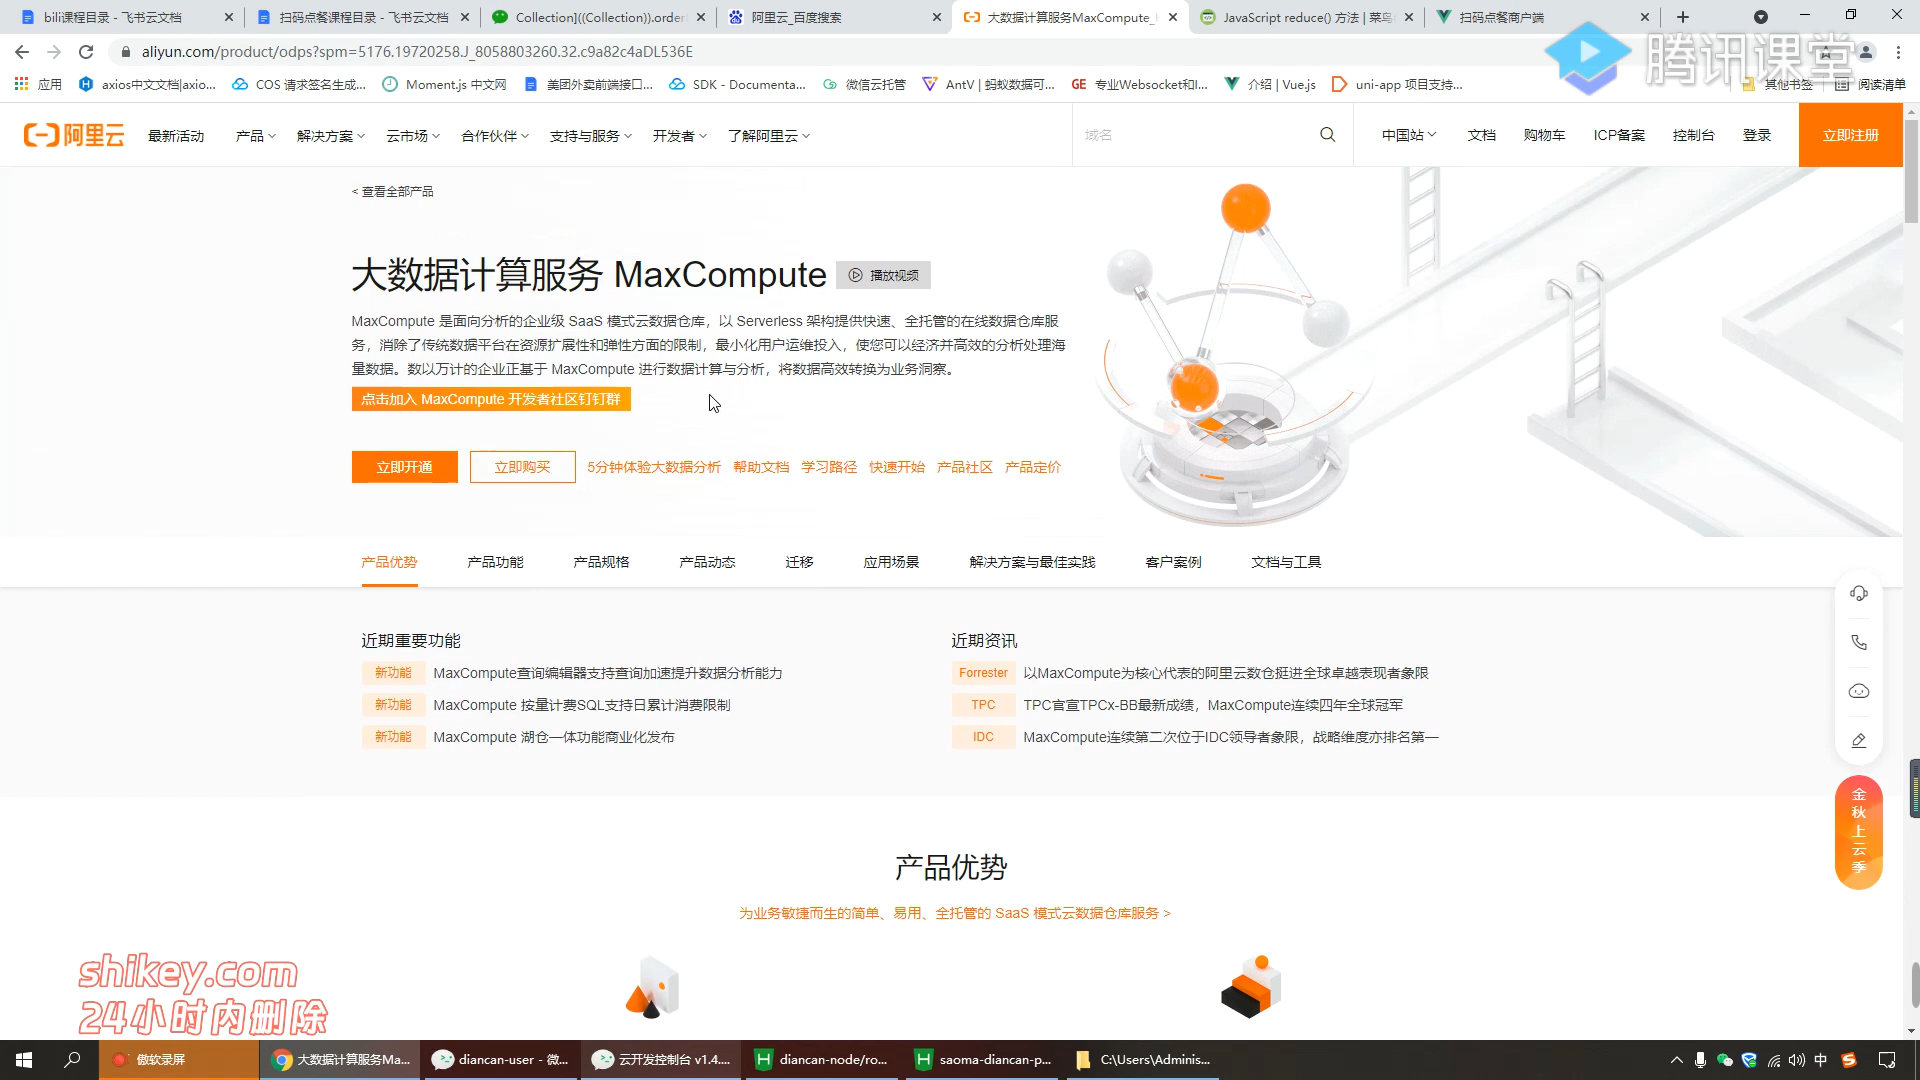 bili课程目录 - 飞书云文档
扫码点餐课程目录 - 飞书云文档
Collection]((Collection)).order
阿里云_百度搜索
大数据计算服务MaxCompute_
JavaScript reduce() 方法 | 菜鸟
扫码点餐商户端
aliyun.com/product/odps?spm=5176.19720258.J_8058803260.32.c9a82c4aDL536E
腾讯课堂
应用
axios中文文档|axio...
COS 请求签名生成...
Moment.js 中文网
美团外卖前端接口...
SDK - Documenta...
微信云托管
AntV | 蚂蚁数据可...
GE 专业Websocket和I...
介绍 | Vue.js
uni-app 项目支持...
其他书签
阅读清单
阿里云
最新活动
产品
解决方案
云市场
合作伙伴
支持与服务
开发者
了解阿里云
域名
中国站
文档
购物车
ICP备案
控制台
登录
立即注册
< 查看全部产品
大数据计算服务 MaxCompute
播放视频
MaxCompute 是面向分析的企业级 SaaS 模式云数据仓库，以 Serverless 架构提供快速、全托管的在线数据仓库服
务，消除了传统数据平台在资源扩展性和弹性方面的限制，最小化用户运维投入，使您可以经济并高效的分析处理海
量数据。数以万计的企业正基于 MaxCompute 进行数据计算与分析，将数据高效转换为业务洞察。
点击加入 MaxCompute 开发者社区钉钉群
立即开通
立即购买
5分钟体验大数据分析
帮助文档
学习路径
快速开始
产品社区
产品定价
产品优势
产品功能
产品规格
产品动态
迁移
应用场景
解决方案与最佳实践
客户案例
文档与工具
近期重要功能
新功能 MaxCompute查询编辑器支持查询加速提升数据分析能力
新功能 MaxCompute 按量计费SQL支持日累计消费限制
新功能 MaxCompute 湖仓一体功能商业化发布
近期资讯
Forrester 以MaxCompute为核心代表的阿里云数仓挺进全球卓越表现者象限
TPC TPC官宣TPCx-BB最新成绩，MaxCompute连续四年全球冠军
IDC MaxCompute连续第二次位于IDC领导者象限，战略维度亦排名第一
金秋上云季
产品优势
为业务敏捷而生的简单、易用、全托管的 SaaS 模式云数据仓库服务 >
shikey.com
24小时内删除
傲软录屏
大数据计算服务Ma...
diancan-user - 微...
云开发控制台 v1.4....
diancan-node/ro...
saoma-diancan-p...
C:\Users\Adminis...
中